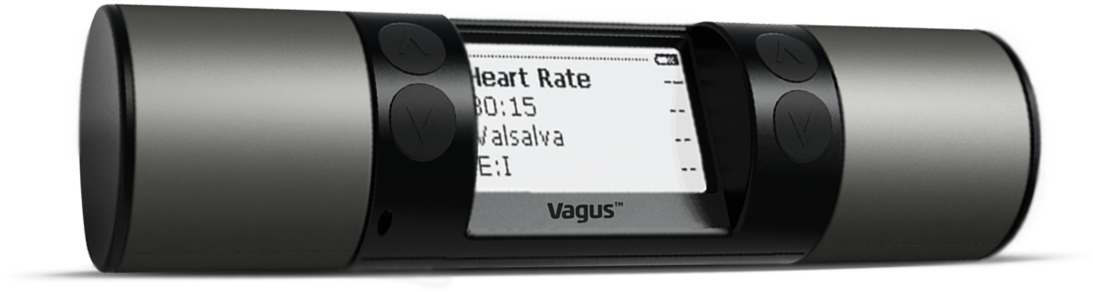 Heart Rate --
30:15 --
Valsalva --
E:I --
Vagus™